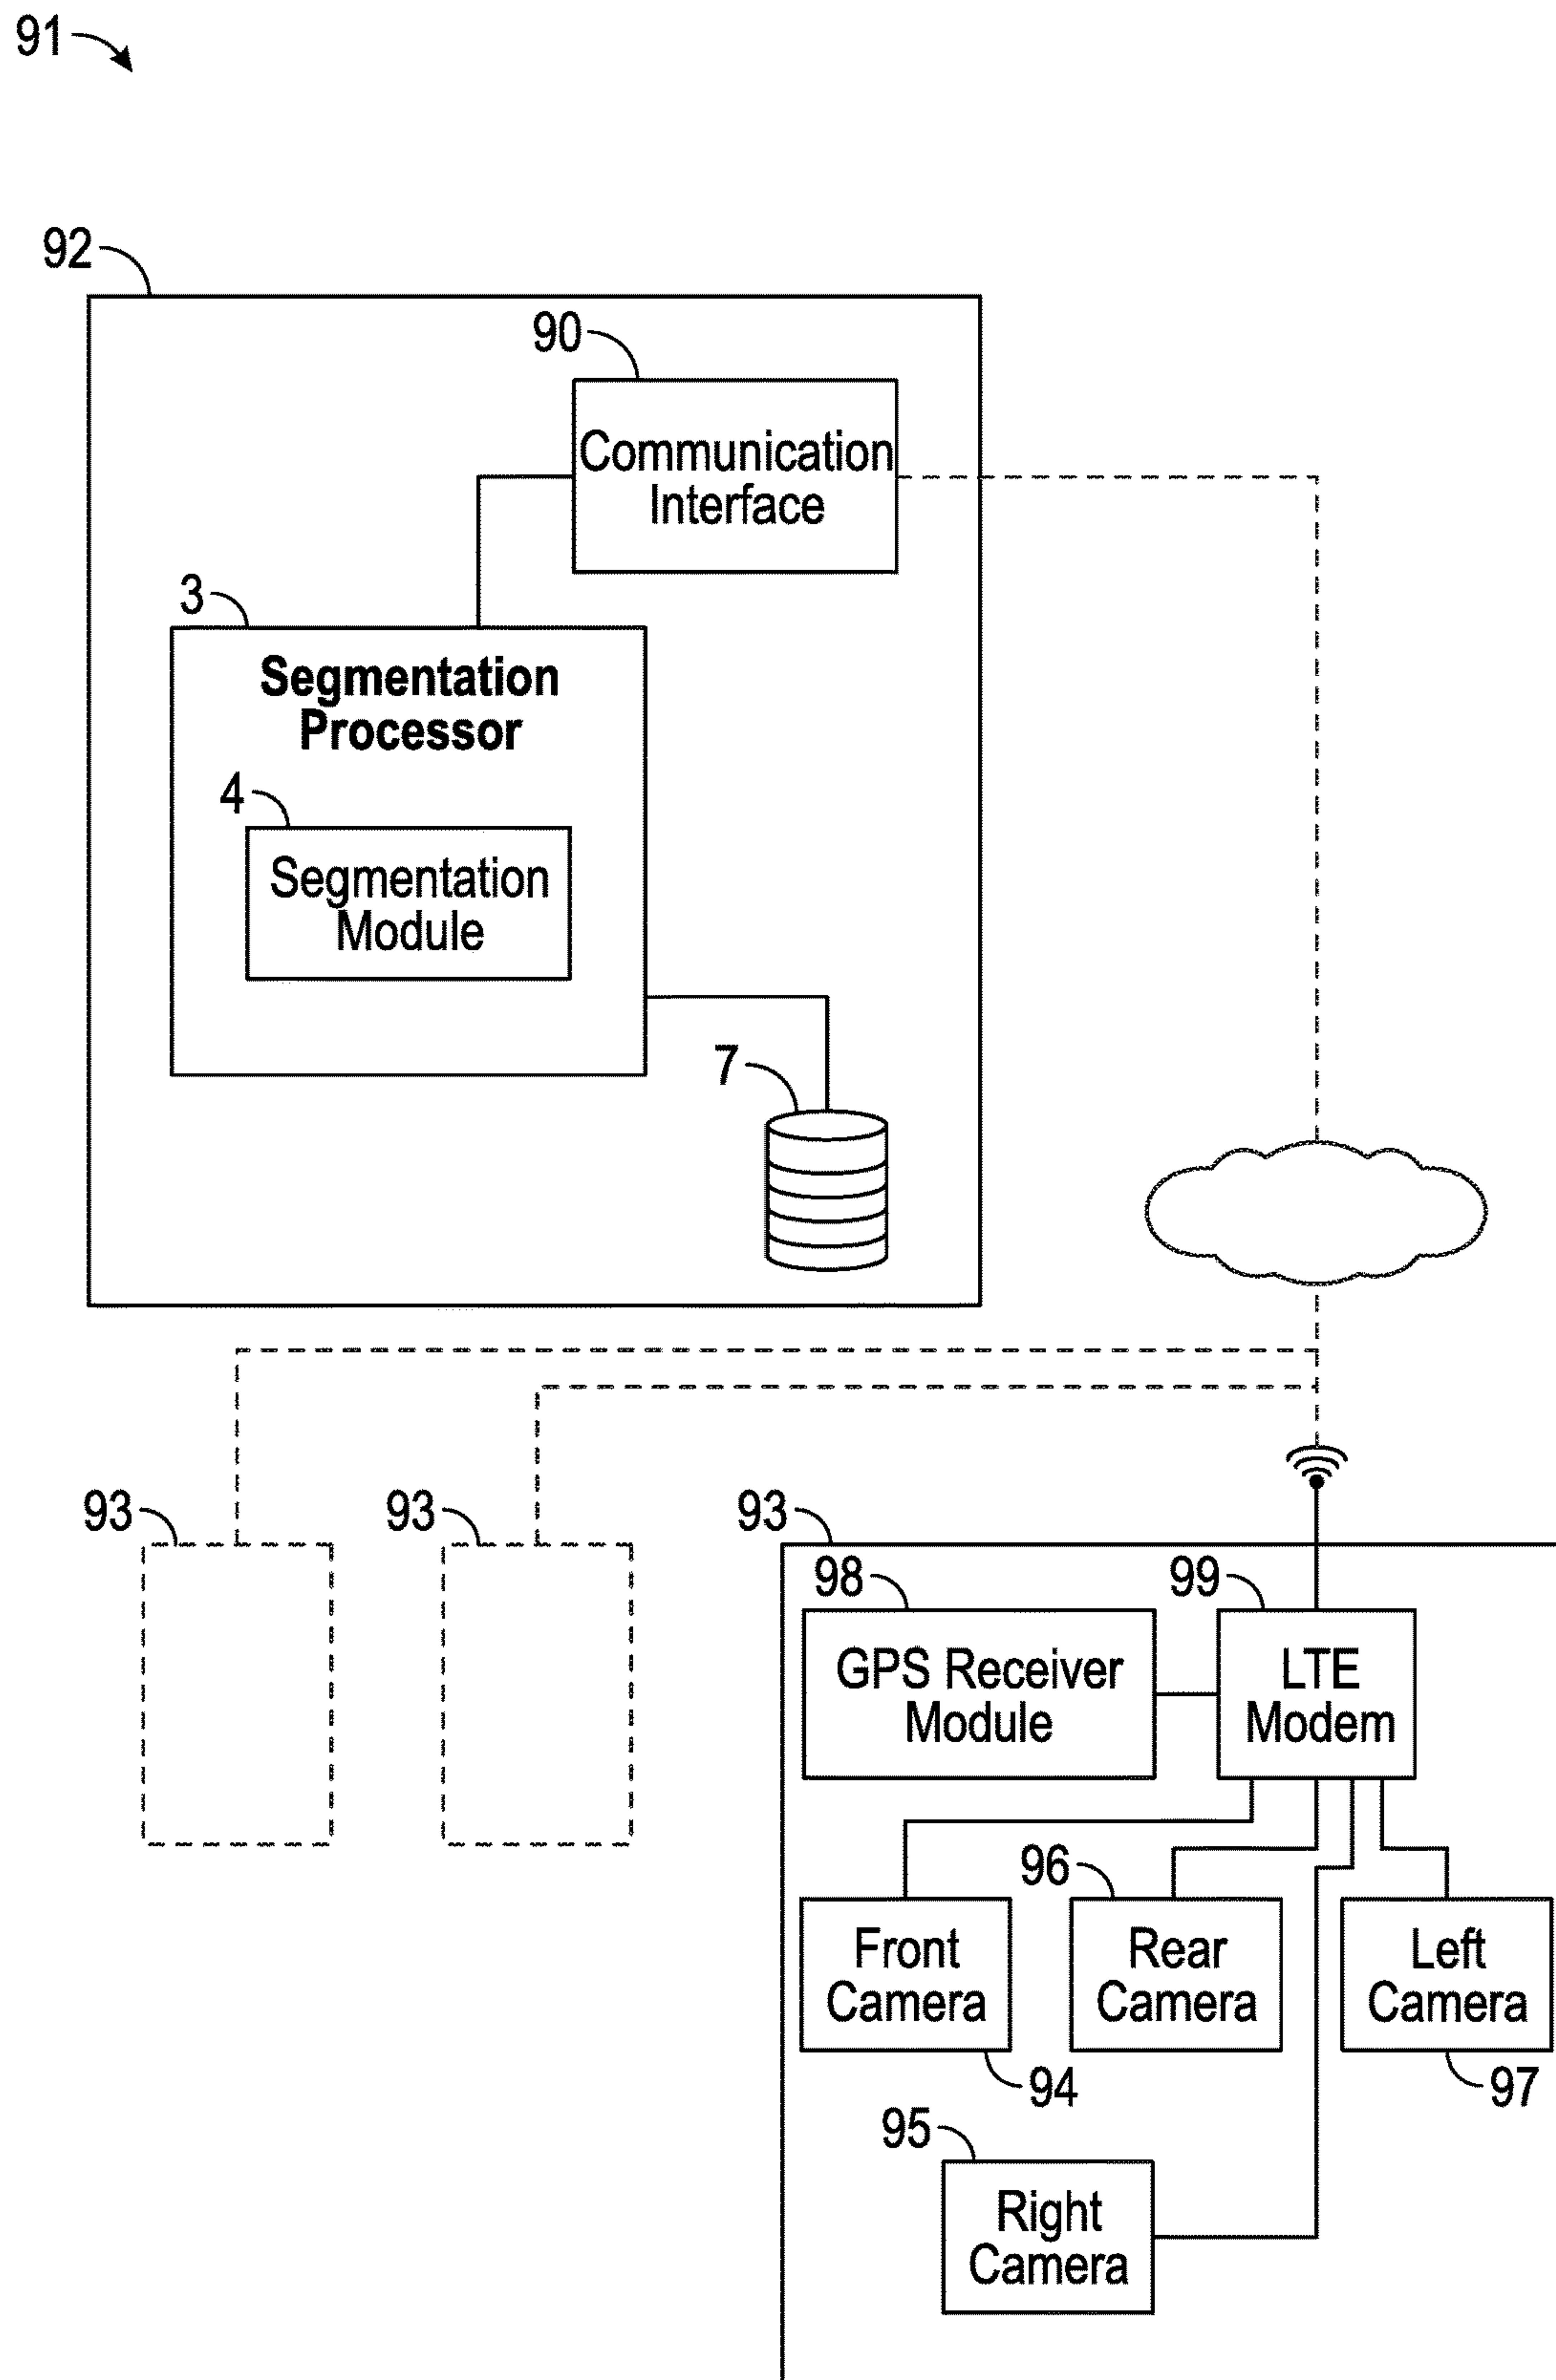 91
92
90
Communication
Interface
3
Segmentation
Processor
4
Segmentation
Module
7
93
93
93
98
99
GPS Receiver
Module
LTE
Modem
96
Front
Camera
Rear
Camera
Left
Camera
94
97
95
Right
Camera